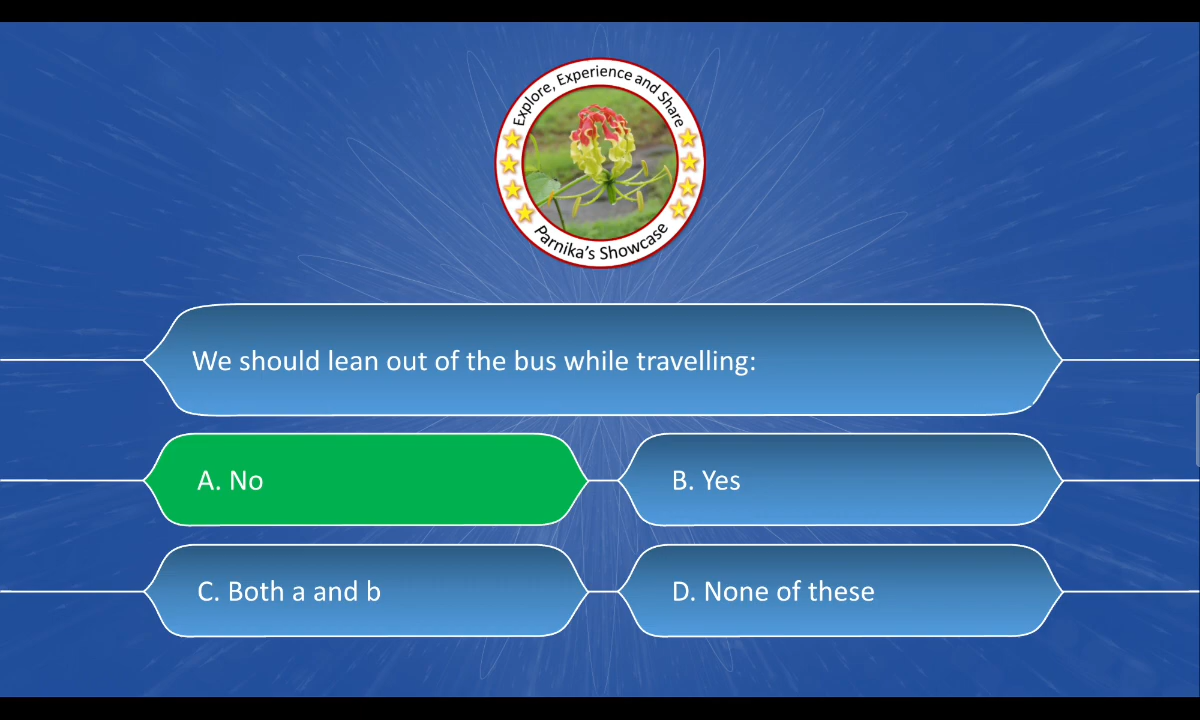 Explore, Experience and Share
Parnika's Showcase
We should lean out of the bus while travelling:
A. No
B. Yes
C. Both a and b
D. None of these